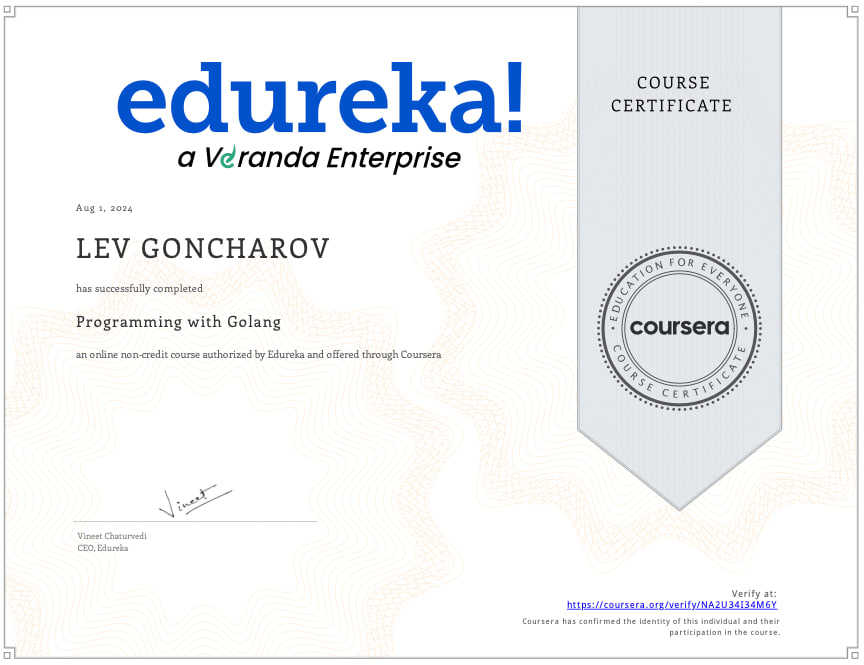 edureka!
a Veranda Enterprise
COURSE
CERTIFICATE
Aug 1, 2024
LEV GONCHAROV
has successfully completed
Programming with Golang
an online non-credit course authorized by Edureka and offered through Coursera
EDUCATION FOR EVERYONE
coursera
COURSE CERTIFICATE
Vineet
Vineet Chaturvedi
CEO, Edureka
Verify at:
https://coursera.org/verify/NA2U34I34M6Y
Coursera has confirmed the identity of this individual and their
participation in the course.